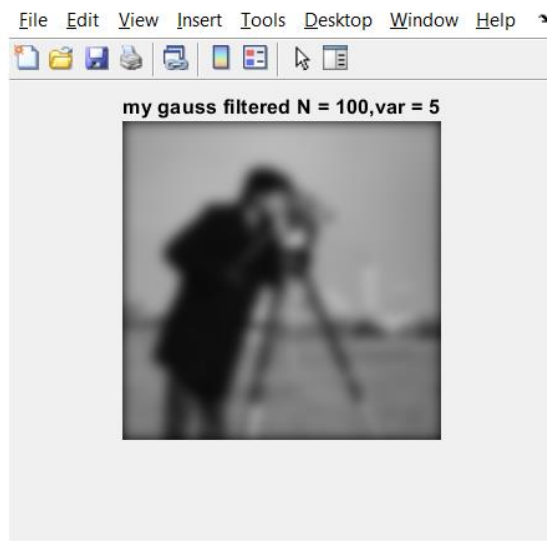 File Edit View Insert Tools Desktop Window Help
my gauss filtered N = 100,var = 5